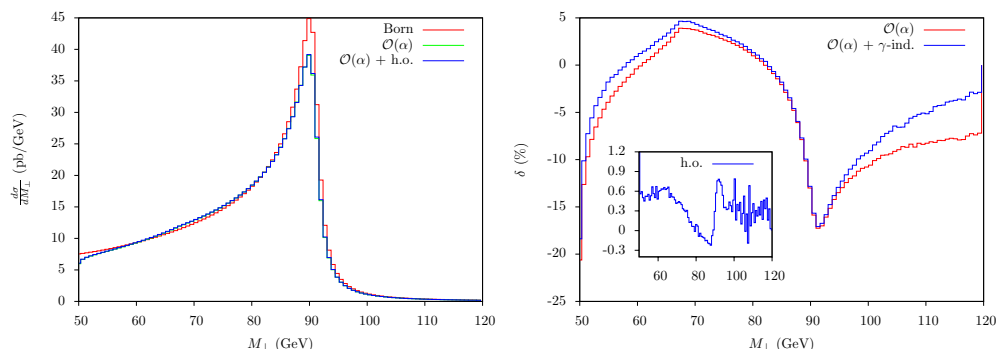 45
40
35
30
25
20
15
10
5
0
dσ/dM⊥ (pb/GeV)
Born
O(α)
O(α) + h.o.
50 60 70 80 90 100 110 120
M⊥ (GeV)
5
0
-5
-10
-15
-20
-25
δ (%)
O(α)
O(α) + γ-ind.
1.2
0.9
0.6
0.3
0
-0.3
h.o.
60 80 100 120
50 60 70 80 90 100 110 120
M⊥ (GeV)